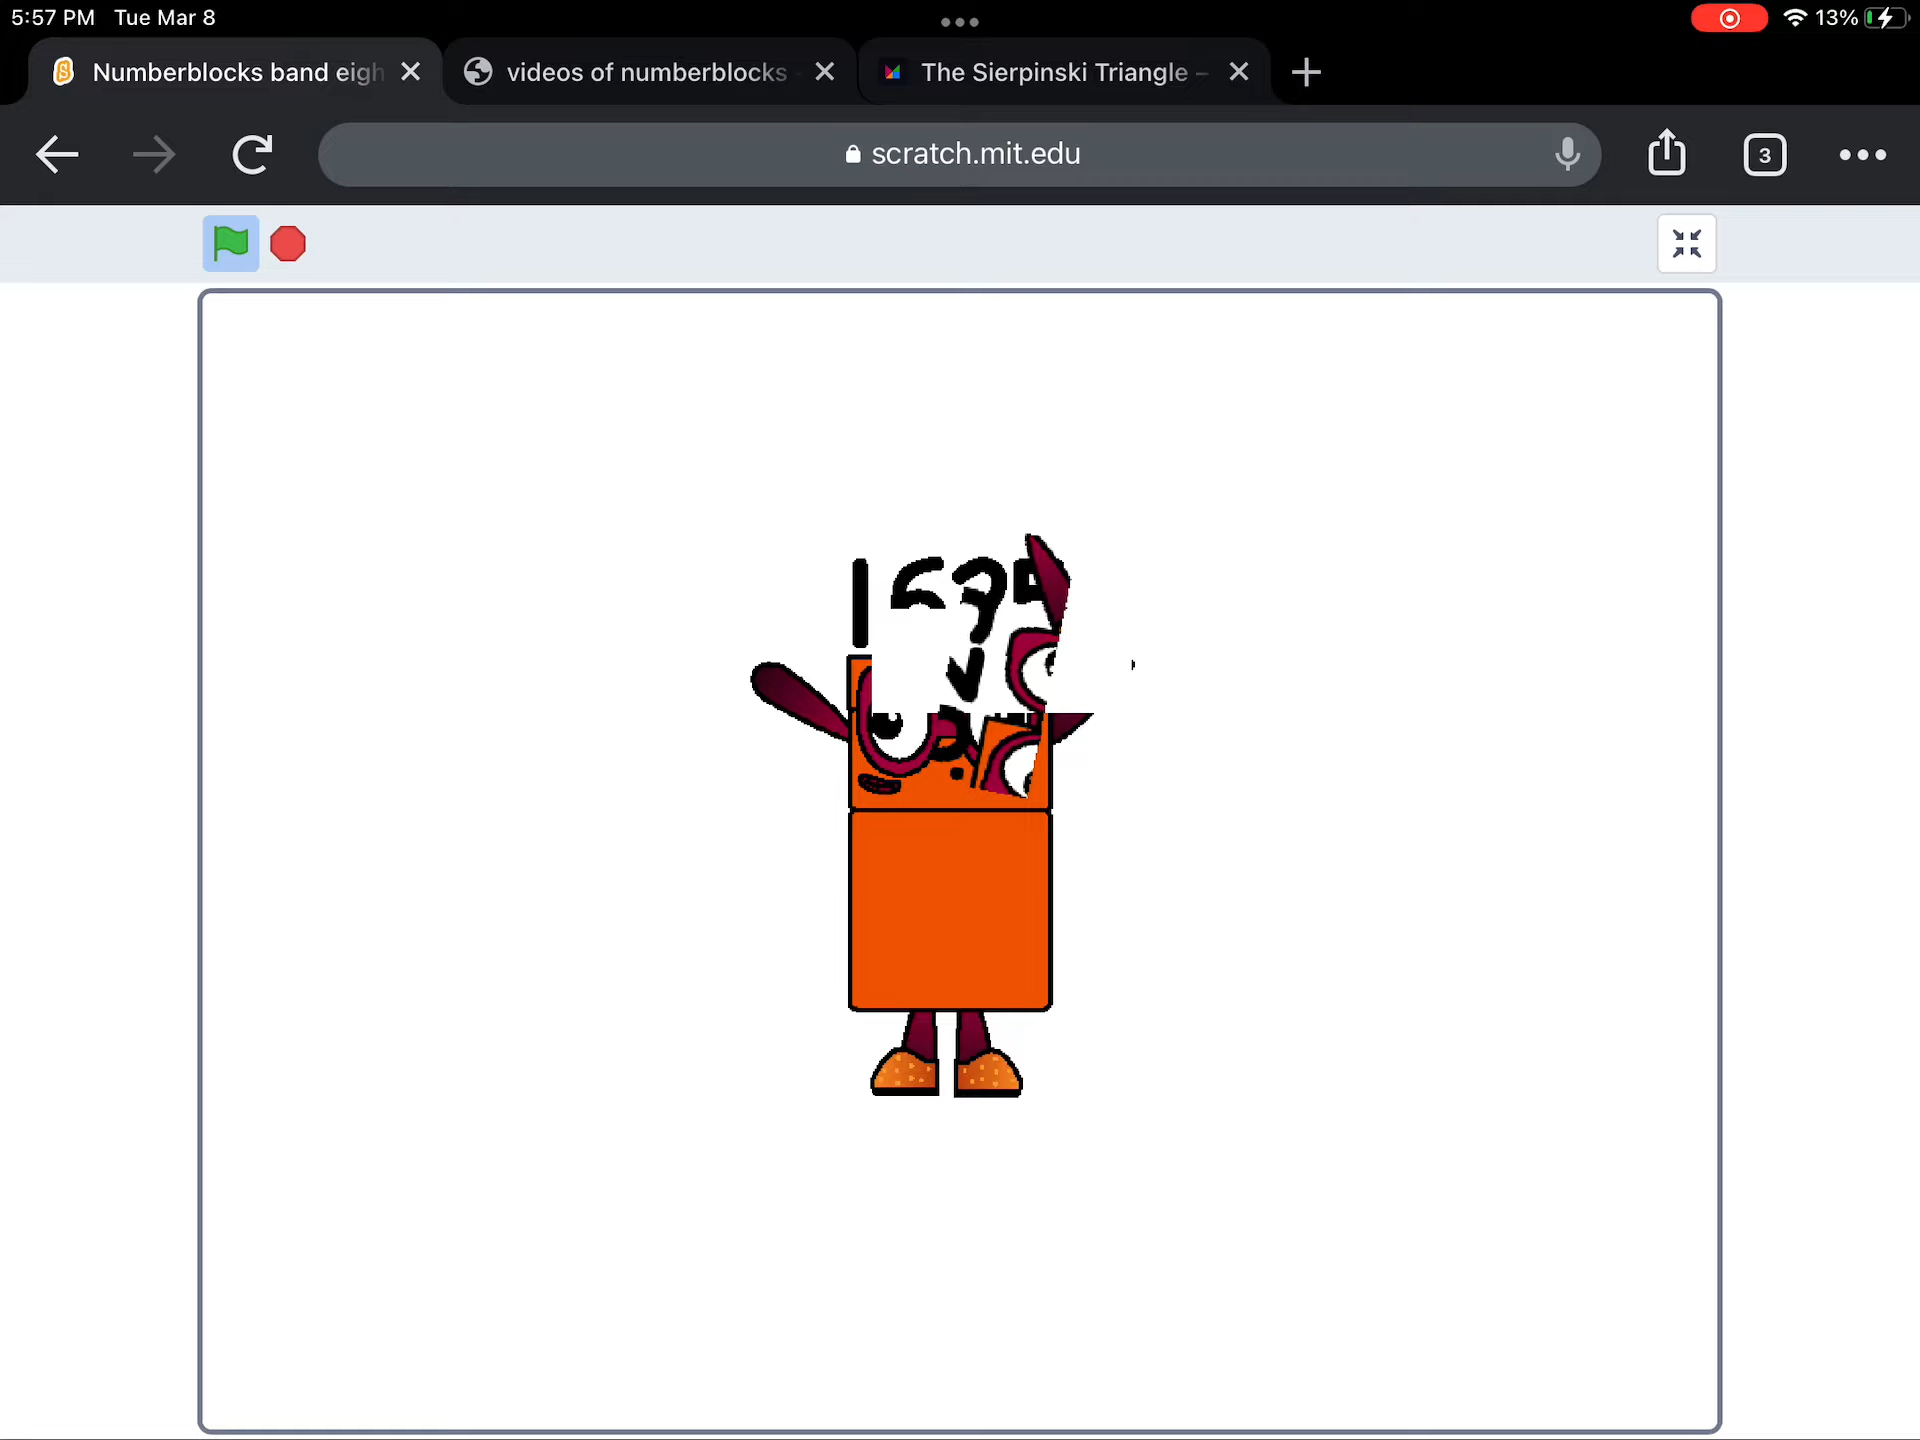 5:57 PM Tue Mar 8
13%
Numberblocks band eigh
videos of numberblocks
The Sierpinski Triangle –
scratch.mit.edu
3